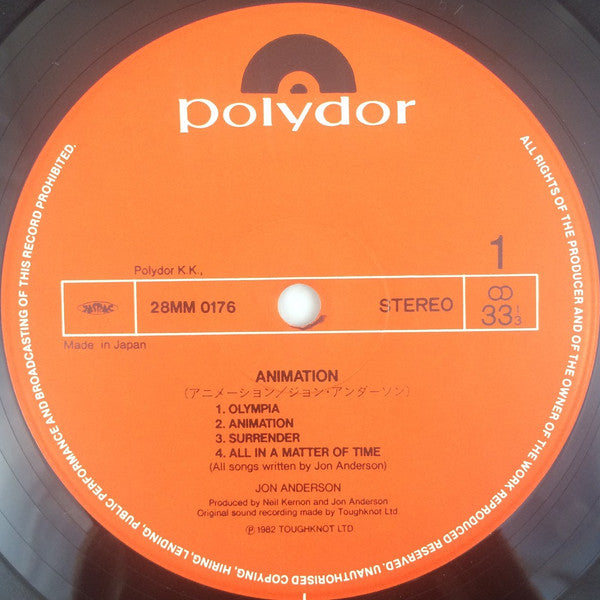 polydor
ALL RIGHTS OF THE PRODUCER AND OF THE OWNER OF THE WORK REPRODUCED RESERVED. UNAUTHORISED COPYING, HIRING, LENDING, PUBLIC PERFORMANCE AND BROADCASTING OF THIS RECORD PROHIBITED.
1
Polydor K.K.,
JASRAC
28MM 0176
STEREO
33 1/3
Made in Japan
ANIMATION
(アニメーション/ジョン・アンダーソン)
1. OLYMPIA
2. ANIMATION
3. SURRENDER
4. ALL IN A MATTER OF TIME
(All songs written by Jon Anderson)
JON ANDERSON
Produced by Neil Kernon and Jon Anderson
Original sound recording made by Toughknot Ltd
Ⓟ 1982 TOUGHKNOT LTD.